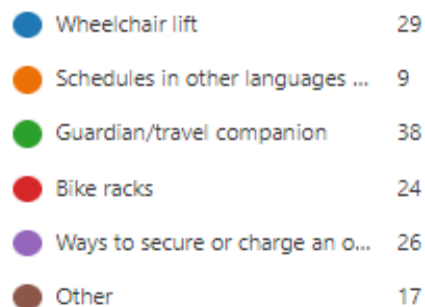 Wheelchair lift 29
Schedules in other languages ... 9
Guardian/travel companion 38
Bike racks 24
Ways to secure or charge an o... 26
Other 17